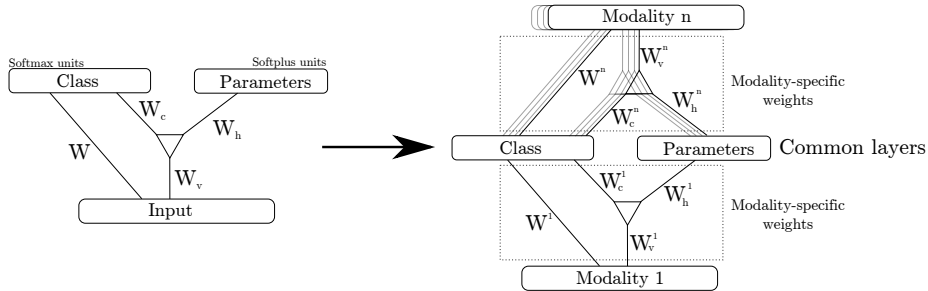 Softmax units
Softplus units
Class
Parameters
W_c
W_h
W
W_v
Input
Modality n
W^n
W_v^n
W_h^n
W_c^n
Modality-specific
weights
Class
Parameters
Common layers
W_c^1
W_h^1
W^1
W_v^1
Modality-specific
weights
Modality 1